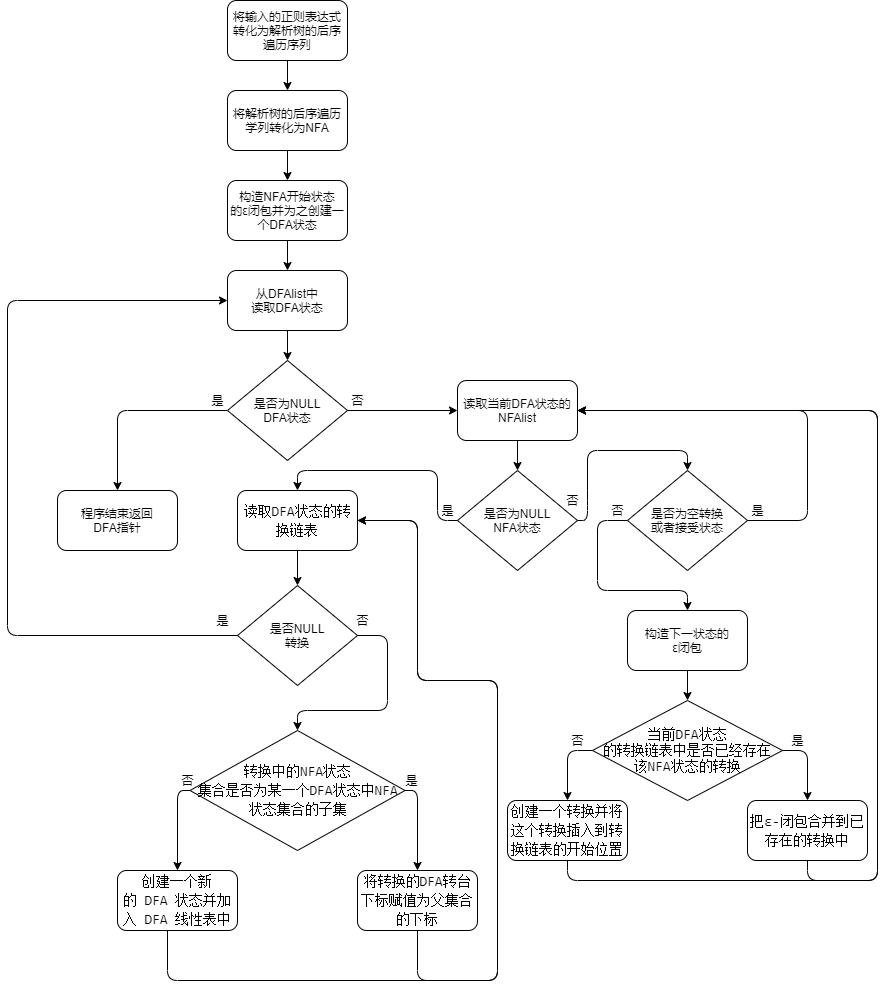 将输入的正则表达式
转化为解析树的后序
遍历序列
将解析树的后序遍历
学列转化为NFA
构造NFA开始状态
的ε闭包并为之创建一
个DFA状态
从DFAlist中
读取DFA状态
是否为NULL
DFA状态
是
否
程序结束返回
DFA指针
读取当前DFA状态的
NFAlist
是否为NULL
NFA状态
是
否
是否为空转换
或者接受状态
否
是
读取DFA状态的转
换链表
是否NULL
转换
是
否
构造下一状态的
ε闭包
当前DFA状态
的转换链表中是否已经存在
该NFA状态的转换
否
是
创建一个转换并将
这个转换插入到转
换链表的开始位置
把ε-闭包合并到已
存在的转换中
转换中的NFA状态
集合是否为某一个DFA状态中NFA
状态集合的子集
否
是
创建一个新
的 DFA 状态并加
入 DFA 线性表中
将转换的DFA转台
下标赋值为父集合
的下标